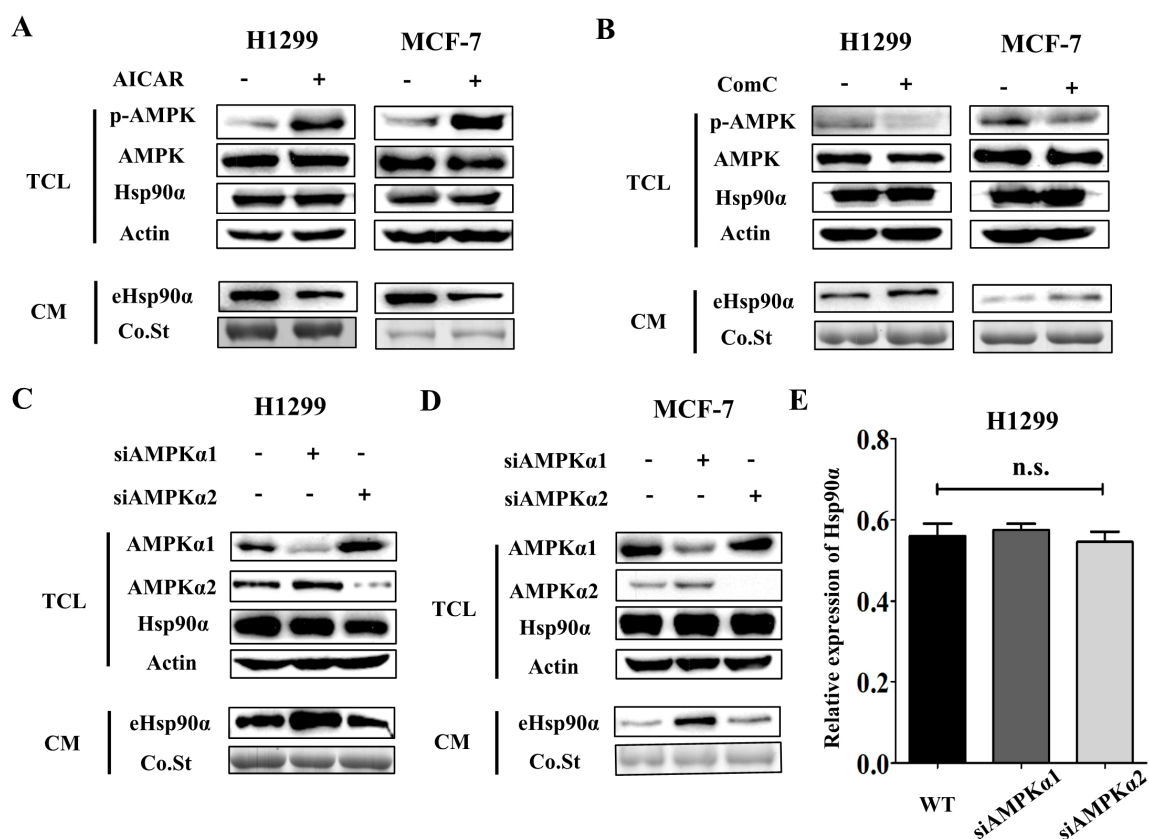 A
H1299 MCF-7
AICAR - + - +
p-AMPK
AMPK
TCL
Hsp90α
Actin
eHsp90α
CM
Co.St
B
H1299 MCF-7
ComC - + - +
p-AMPK
AMPK
TCL
Hsp90α
Actin
eHsp90α
CM
Co.St
C
H1299
siAMPKα1 - + -
siAMPKα2 - - +
AMPKα1
AMPKα2
TCL
Hsp90α
Actin
eHsp90α
CM
Co.St
D
MCF-7
siAMPKα1 - + -
siAMPKα2 - - +
AMPKα1
AMPKα2
TCL
Hsp90α
Actin
eHsp90α
CM
Co.St
E
H1299
Relative expression of Hsp90α
0.8
0.6
0.4
0.2
0.0
n.s.
WT
siAMPKα1
siAMPKα2